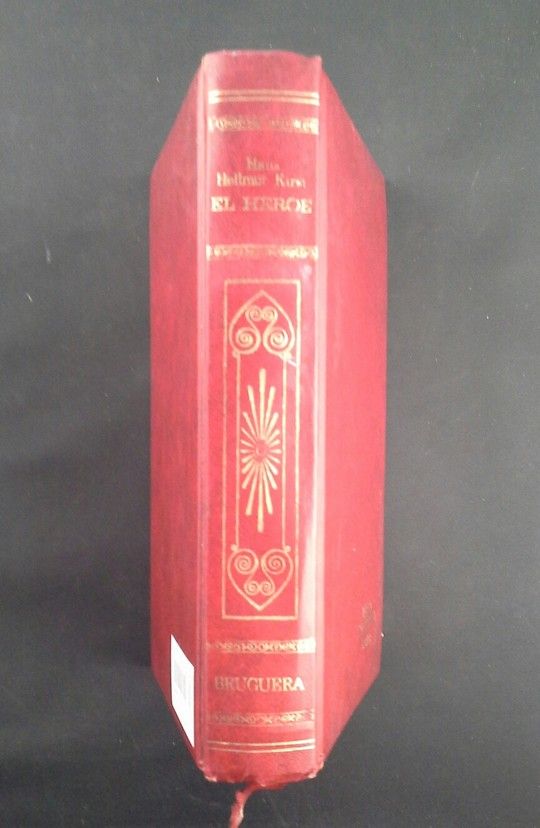 Hans
Hellmut Kirst
EL HEROE
BRUGUERA